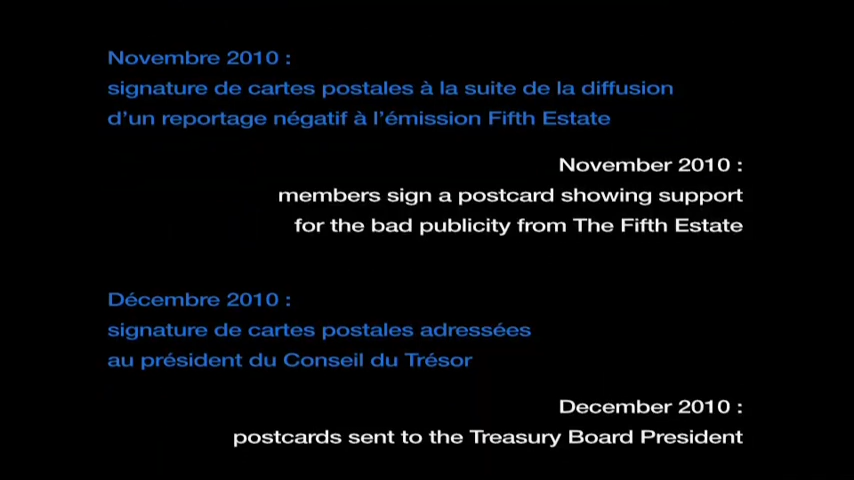 Novembre 2010 :
signature de cartes postales à la suite de la diffusion
d'un reportage négatif à l'émission Fifth Estate
November 2010 :
members sign a postcard showing support
for the bad publicity from The Fifth Estate
Décembre 2010 :
signature de cartes postales adressées
au président du Conseil du Trésor
December 2010 :
postcards sent to the Treasury Board President